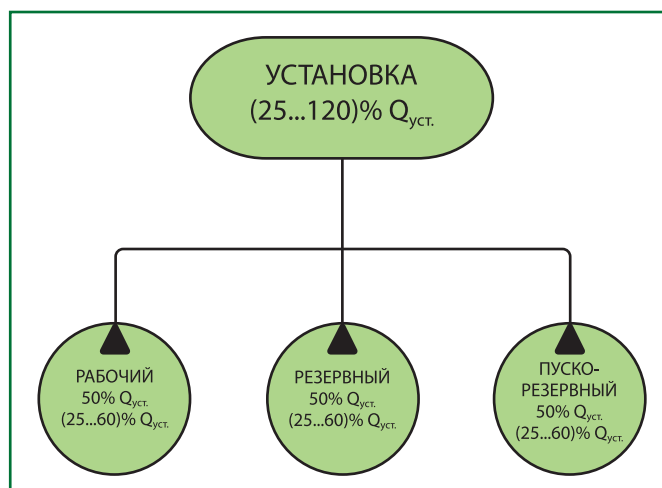 УСТАНОВКА
(25...120)% Qуст.
РАБОЧИЙ
50% Qуст.
(25...60)% Qуст.
РЕЗЕРВНЫЙ
50% Qуст.
(25...60)% Qуст.
ПУСКО-
РЕЗЕРВНЫЙ
50% Qуст.
(25...60)% Qуст.